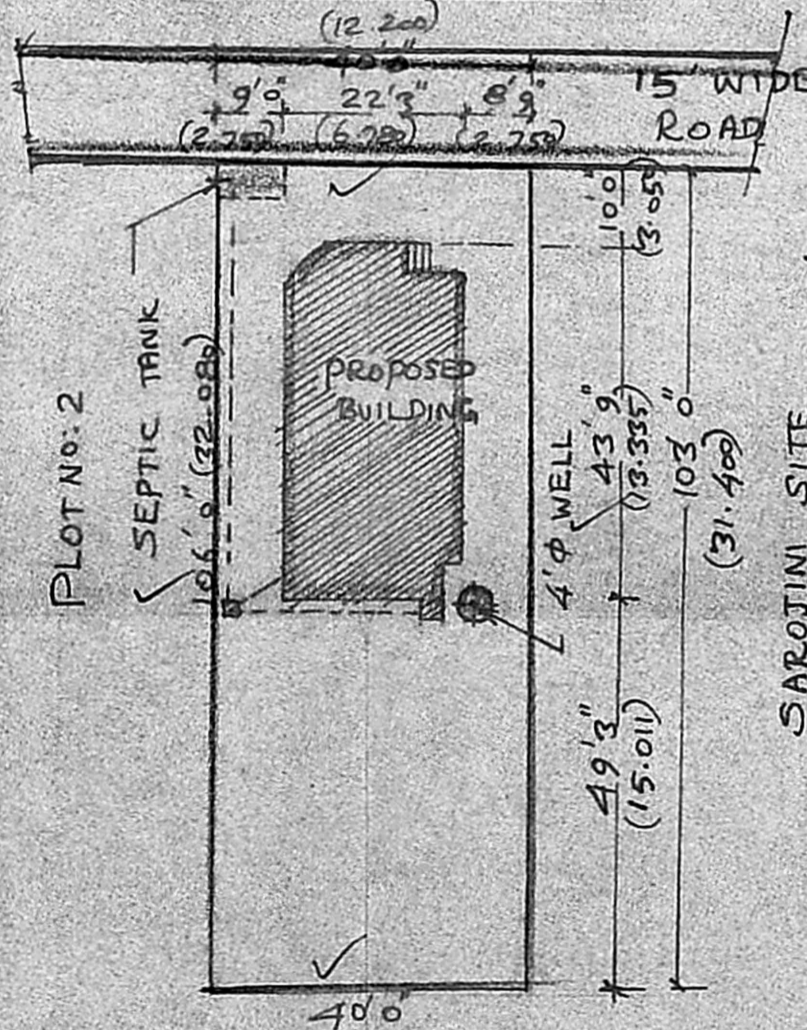 (12.200)
40'0"
9'0" 22'3" 8'9"
(2.750) (6.780) (2.750)
15' WIDE
ROAD
10'0"
(3.050)
PROPOSED
BUILDING
PLOT NO: 2
SEPTIC TANK
106'0" (32.080)
4'Φ WELL
43'9"
(13.335)
103'0"
(31.400)
49'3"
(15.011)
SAROJINI SITE
40'0"